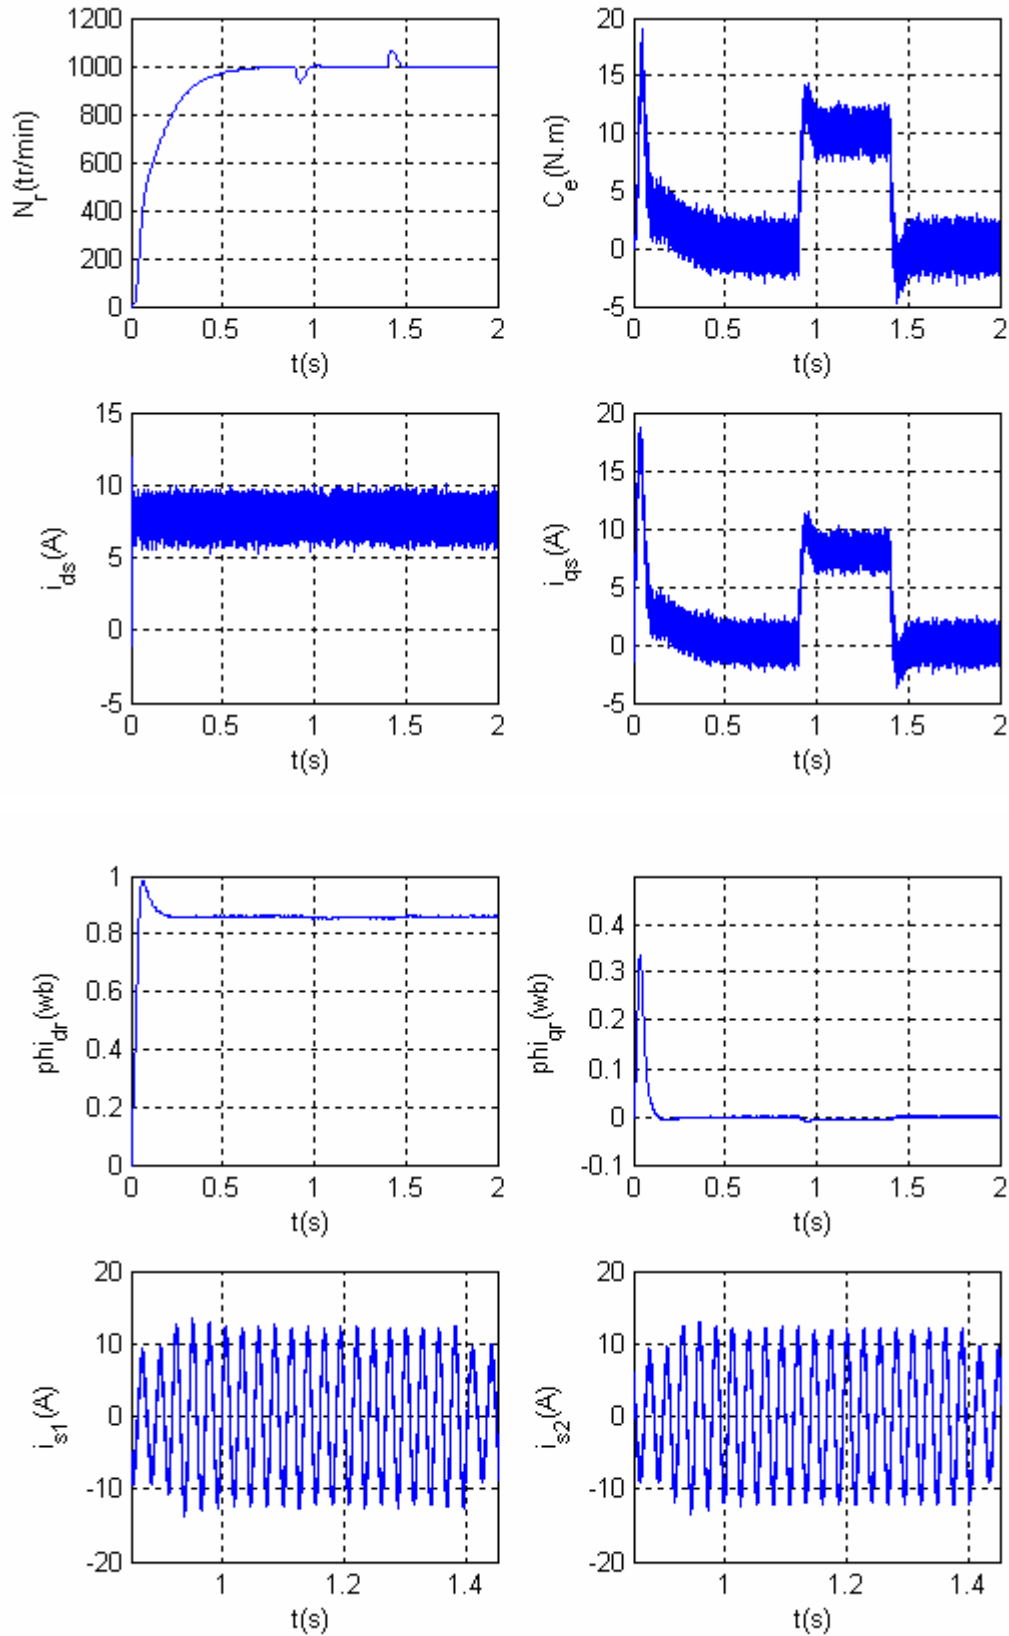 N_r(tr/min)
1200
1000
800
600
400
200
0
0 0.5 1 1.5 2
t(s)
C_e(N.m)
20
15
10
5
0
-5
0 0.5 1 1.5 2
t(s)
i_ds(A)
15
10
5
0
-5
0 0.5 1 1.5 2
t(s)
i_qs(A)
20
15
10
5
0
-5
0 0.5 1 1.5 2
t(s)
phi_dr(wb)
1
0.8
0.6
0.4
0.2
0
0 0.5 1 1.5 2
t(s)
phi_qr(wb)
0.4
0.3
0.2
0.1
0
-0.1
0 0.5 1 1.5 2
t(s)
i_s1(A)
20
10
0
-10
-20
1 1.2 1.4
t(s)
i_s2(A)
20
10
0
-10
-20
1 1.2 1.4
t(s)